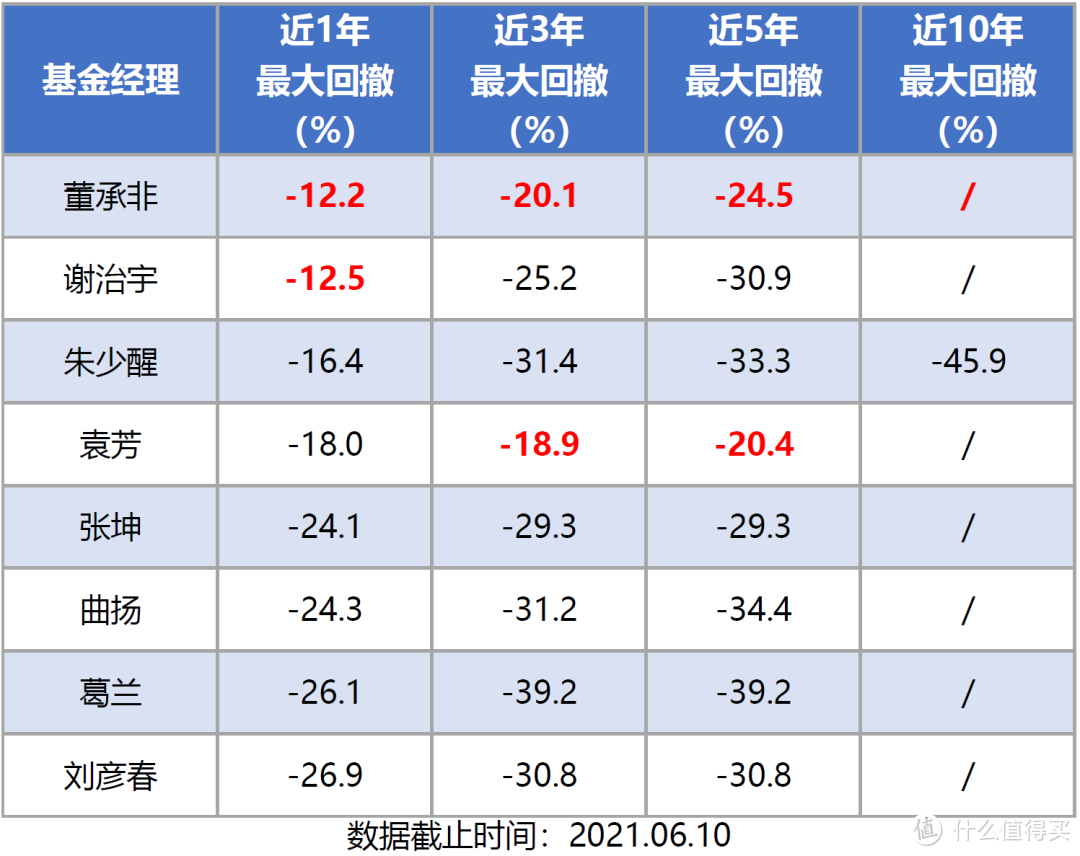 基金经理
近1年
最大回撤
(%)
近3年
最大回撤
(%)
近5年
最大回撤
(%)
近10年
最大回撤
(%)
董承非 -12.2 -20.1 -24.5 /
谢治宇 -12.5 -25.2 -30.9 /
朱少醒 -16.4 -31.4 -33.3 -45.9
袁芳 -18.0 -18.9 -20.4 /
张坤 -24.1 -29.3 -29.3 /
曲扬 -24.3 -31.2 -34.4 /
葛兰 -26.1 -39.2 -39.2 /
刘彦春 -26.9 -30.8 -30.8 /
数据截止时间：2021.06.10
值 什么值得买